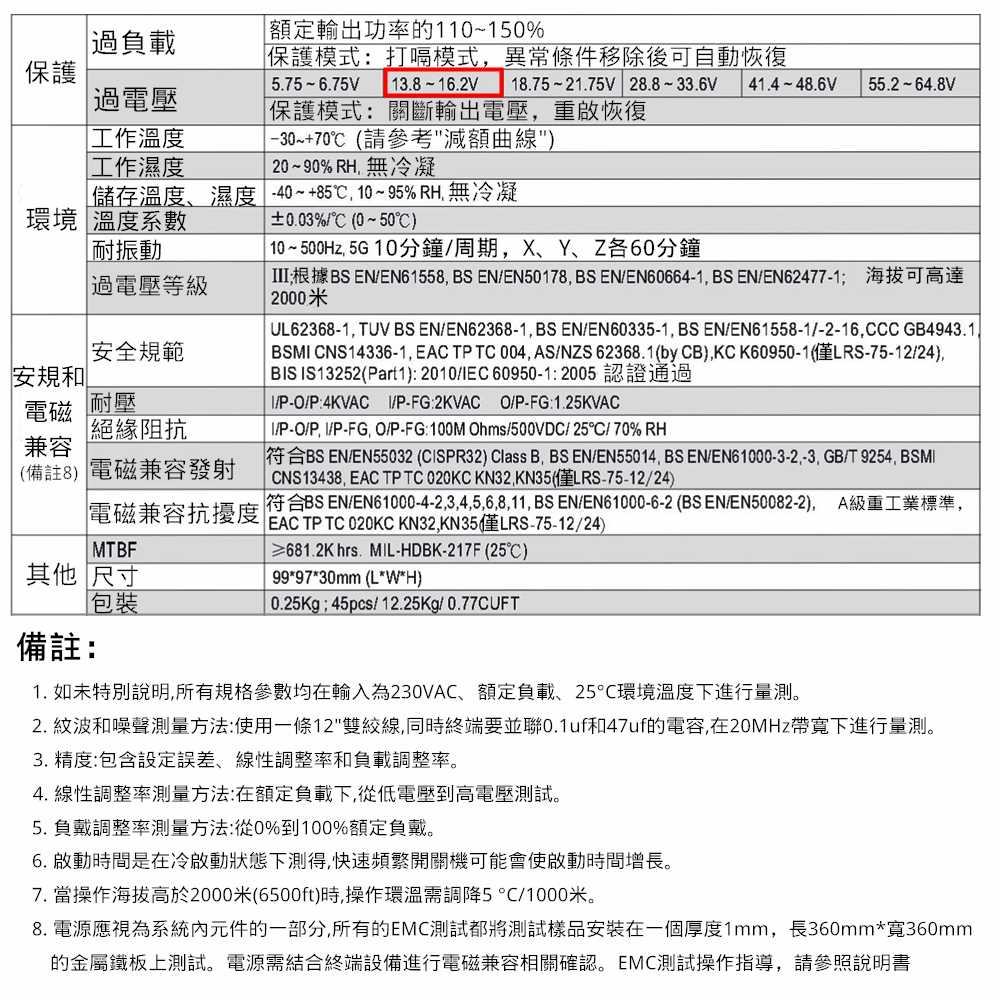 保護
過負載
額定輸出功率的110~150%
保護模式：打嗝模式，異常條件移除後可自動恢復
過電壓
5.75 ~ 6.75V 13.8 ~ 16.2V 18.75 ~ 21.75V 28.8 ~ 33.6V 41.4 ~ 48.6V 55.2 ~ 64.8V
保護模式：關斷輸出電壓，重啟恢復
環境
工作溫度 -30~+70℃ (請參考"減額曲線")
工作濕度 20 ~ 90% RH, 無冷凝
儲存溫度、濕度 -40 ~ +85℃, 10 ~ 95% RH, 無冷凝
溫度系數 ±0.03%/℃ (0 ~ 50℃)
耐振動 10 ~ 500Hz, 5G 10分鐘/周期，X、Y、Z各60分鐘
過電壓等級
III;根據BS EN/EN61558, BS EN/EN50178, BS EN/EN60664-1, BS EN/EN62477-1; 海拔可高達
2000米
安規和
電磁
兼容
(備註8)
安全規範
UL62368-1, TUV BS EN/EN62368-1, BS EN/EN60335-1, BS EN/EN61558-1/-2-16,CCC GB4943.1,
BSMI CNS14336-1, EAC TP TC 004, AS/NZS 62368.1(by CB),KC K60950-1(僅LRS-75-12/24),
BIS IS13252(Part1): 2010/IEC 60950-1: 2005 認證通過
耐壓 I/P-O/P:4KVAC I/P-FG:2KVAC O/P-FG:1.25KVAC
絕緣阻抗 I/P-O/P, I/P-FG, O/P-FG:100M Ohms/500VDC/ 25℃/ 70% RH
電磁兼容發射
符合BS EN/EN55032 (CISPR32) Class B, BS EN/EN55014, BS EN/EN61000-3-2,-3, GB/T 9254, BSMI
CNS13438, EAC TP TC 020KC KN32,KN35(僅LRS-75-12/24)
電磁兼容抗擾度
符合BS EN/EN61000-4-2,3,4,5,6,8,11, BS EN/EN61000-6-2 (BS EN/EN50082-2), A級重工業標準，
EAC TP TC 020KC KN32,KN35(僅LRS-75-12/24)
其他
MTBF ≥681.2K hrs. MIL-HDBK-217F (25℃)
尺寸 99*97*30mm (L*W*H)
包裝 0.25Kg ; 45pcs/ 12.25Kg/ 0.77CUFT
備註：
1. 如未特別說明,所有規格參數均在輸入為230VAC、額定負載、25°C環境溫度下進行量測。
2. 紋波和噪聲測量方法:使用一條12"雙絞線,同時終端要並聯0.1uf和47uf的電容,在20MHz帶寬下進行量測。
3. 精度:包含設定誤差、線性調整率和負載調整率。
4. 線性調整率測量方法:在額定負載下,從低電壓到高電壓測試。
5. 負戴調整率測量方法:從0%到100%額定負戴。
6. 啟動時間是在冷啟動狀態下測得,快速頻繁開關機可能會使啟動時間增長。
7. 當操作海拔高於2000米(6500ft)時,操作環溫需調降5 °C/1000米。
8. 電源應視為系統內元件的一部分,所有的EMC測試都將測試樣品安裝在一個厚度1mm，長360mm*寬360mm
的金屬鐵板上測試。電源需結合終端設備進行電磁兼容相關確認。EMC測試操作指導，請參照說明書